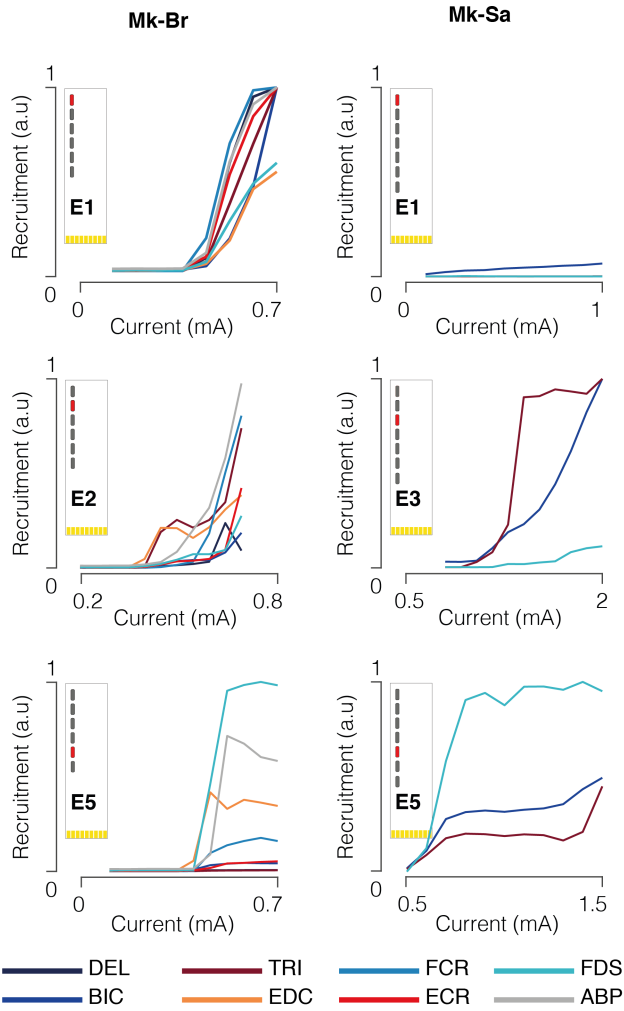 Mk-Br
Mk-Sa
1
Recruitment (a.u)
E1
0
0
0.7
Current (mA)
1
Recruitment (a.u)
E1
0
0
1
Current (mA)
1
Recruitment (a.u)
E2
0
0.2
0.8
Current (mA)
1
Recruitment (a.u)
E3
0
0.5
2
Current (mA)
1
Recruitment (a.u)
E5
0
0
0.7
Current (mA)
1
Recruitment (a.u)
E5
0
0.5
1.5
Current (mA)
DEL
TRI
FCR
FDS
BIC
EDC
ECR
ABP